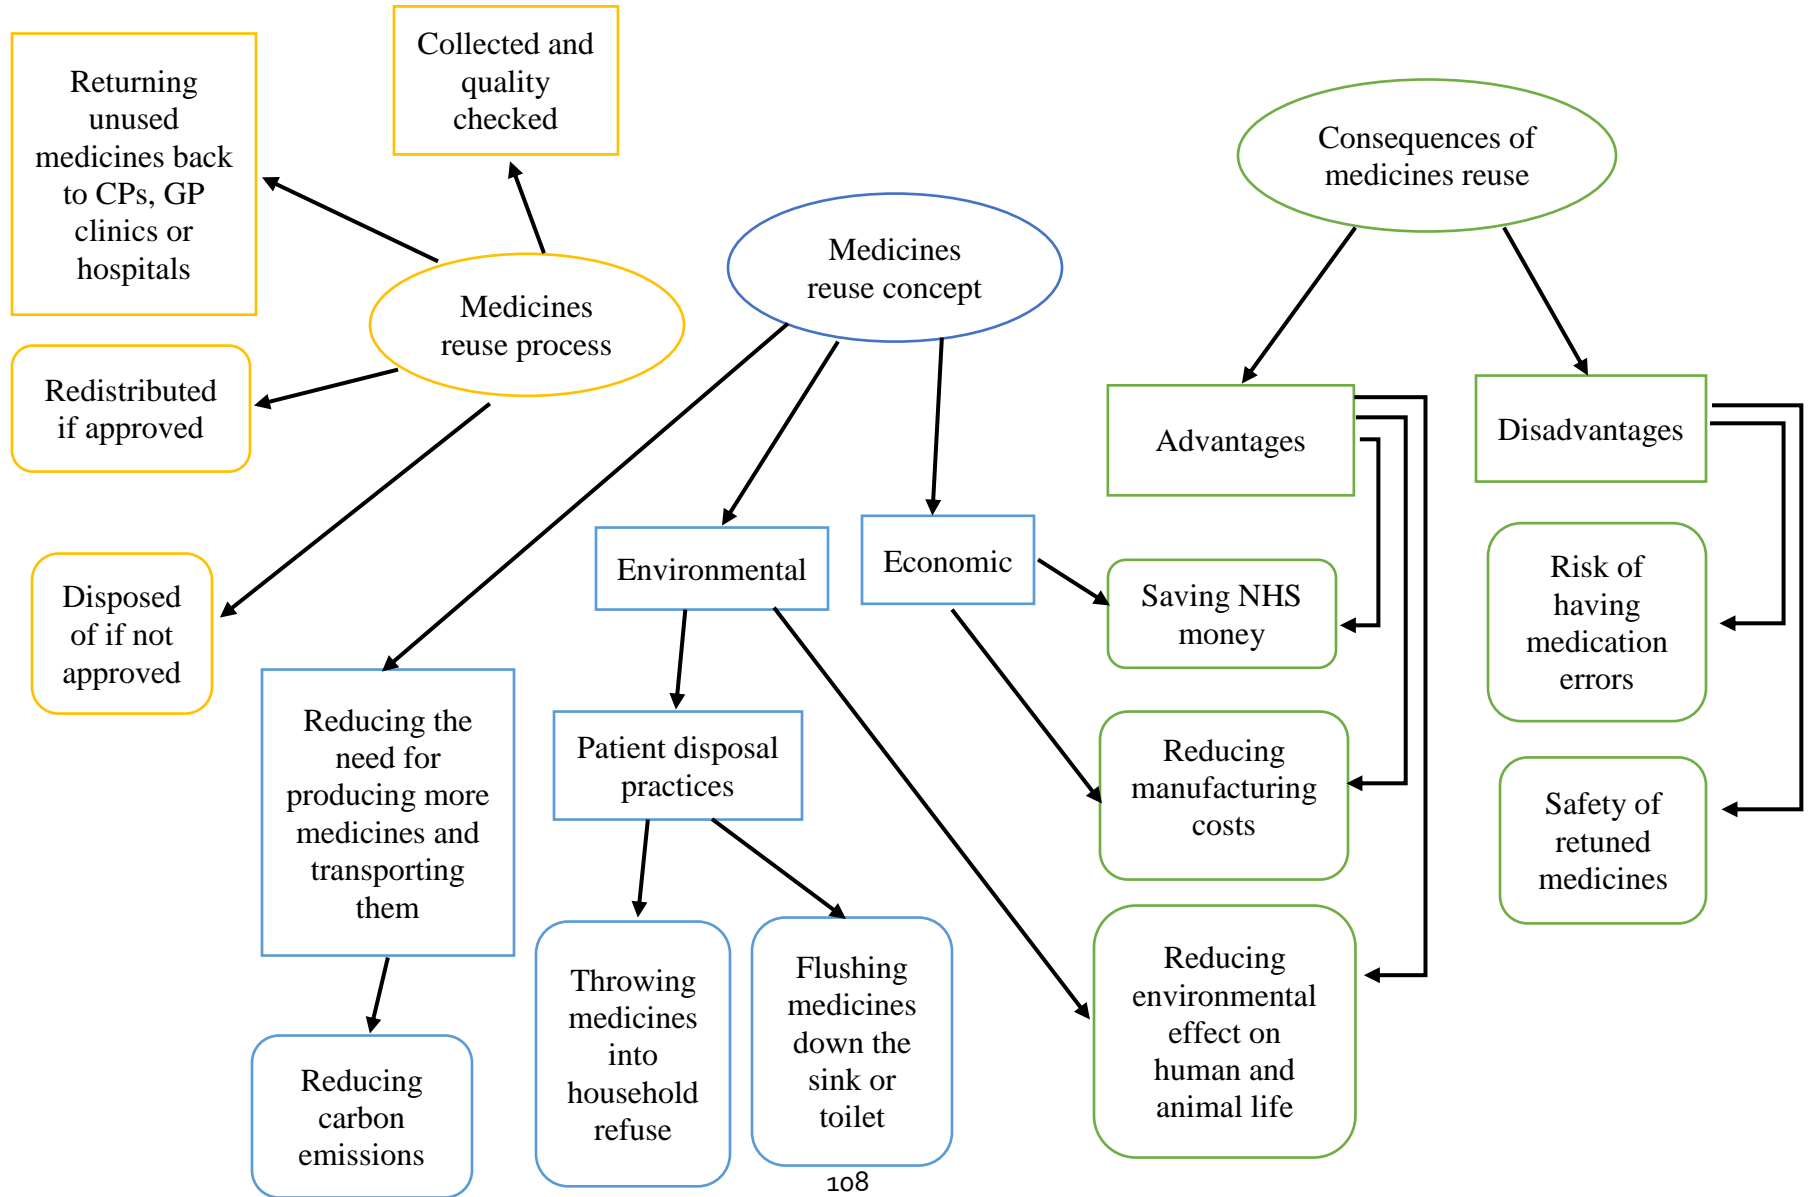 Returning
unused
medicines back
to CPs, GP
clinics or
hospitals
Collected and
quality
checked
Medicines
reuse process
Redistributed
if approved
Disposed
of if not
approved
Medicines
reuse concept
Environmental
Economic
Reducing the
need for
producing more
medicines and
transporting
them
Patient disposal
practices
Reducing
carbon
emissions
Throwing
medicines
into
household
refuse
Flushing
medicines
down the
sink or
toilet
Consequences of
medicines reuse
Advantages
Disadvantages
Saving NHS
money
Reducing
manufacturing
costs
Reducing
environmental
effect on
human and
animal life
Risk of
having
medication
errors
Safety of
retuned
medicines
108